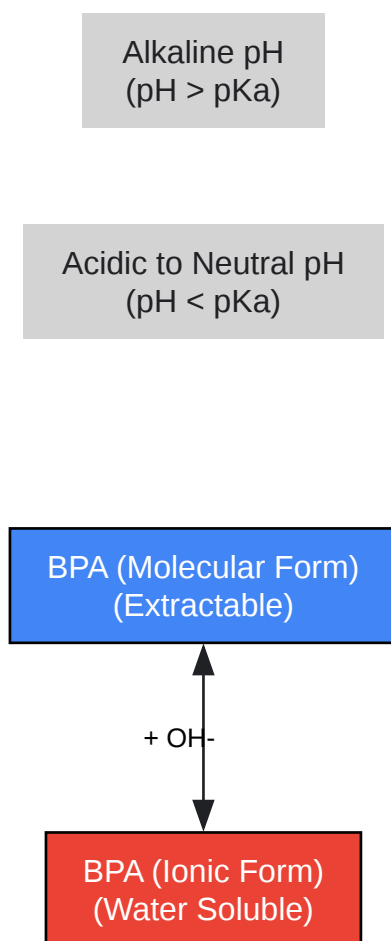 Alkaline pH
(pH > pKa)
Acidic to Neutral pH
(pH < pKa)
BPA (Molecular Form)
(Extractable)
+ OH-
BPA (Ionic Form)
(Water Soluble)